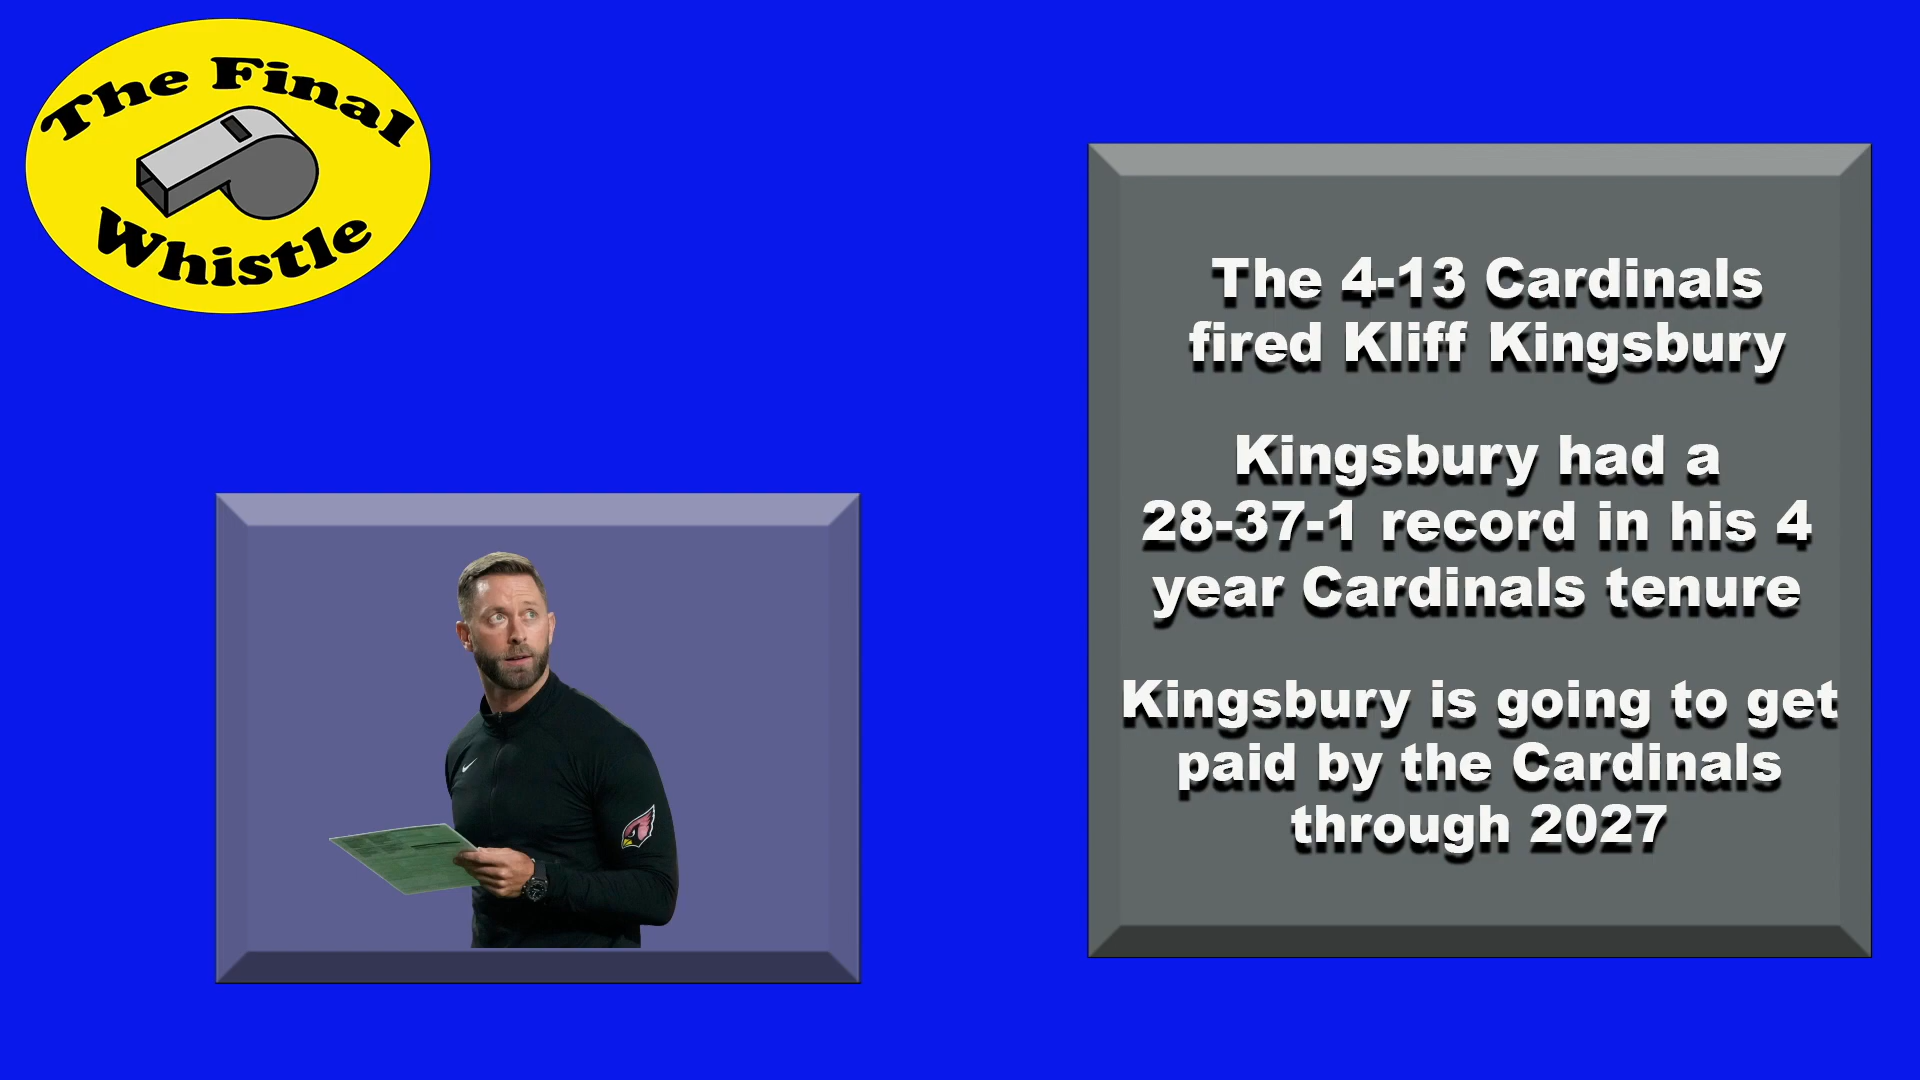 The Final
Whistle
The 4-13 Cardinals
fired Kliff Kingsbury
Kingsbury had a
28-37-1 record in his 4
year Cardinals tenure
Kingsbury is going to get
paid by the Cardinals
through 2027